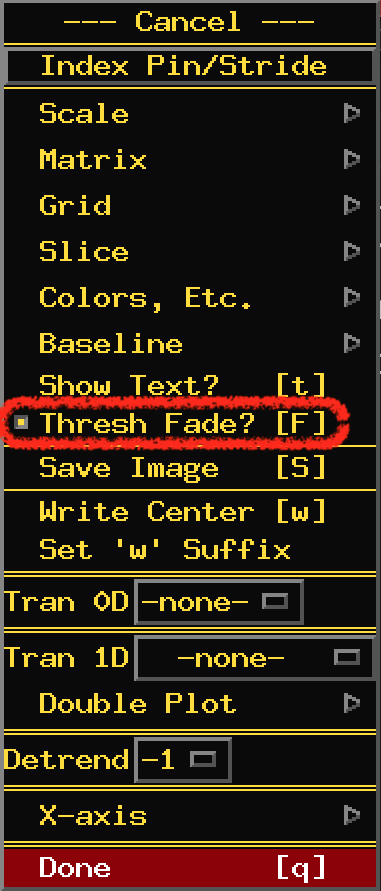 --- Cancel ---
Index Pin/Stride
Scale
Matrix
Grid
Slice
Colors, Etc.
Baseline
Show Text? [t]
Thresh Fade? [F]
Save Image [S]
Write Center [w]
Set 'w' Suffix
Tran 0D -none-
Tran 1D -none-
Double Plot
Detrend -1
X-axis
Done [q]